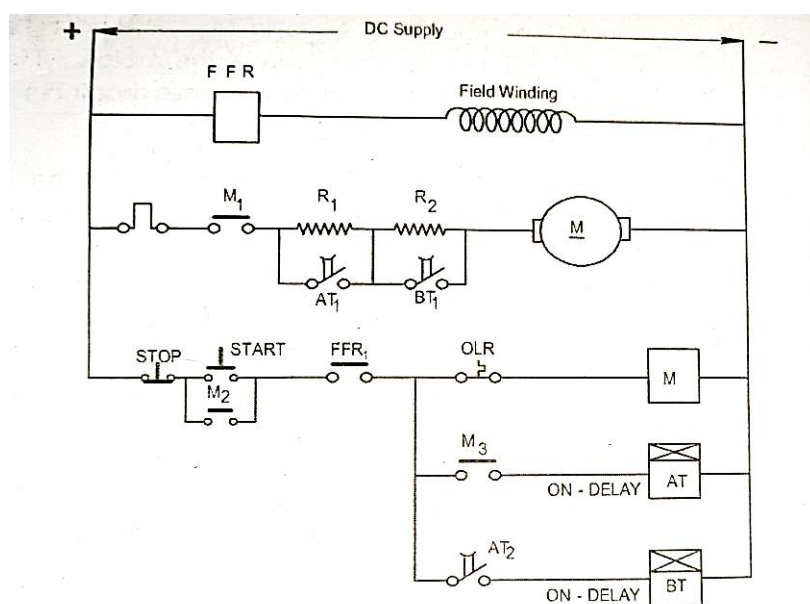 + DC Supply -
F F R
Field Winding
M1 R1 R2
M
AT1 BT1
STOP START FFR1 OLR
M2 M
M3
ON - DELAY AT
AT2
ON - DELAY BT